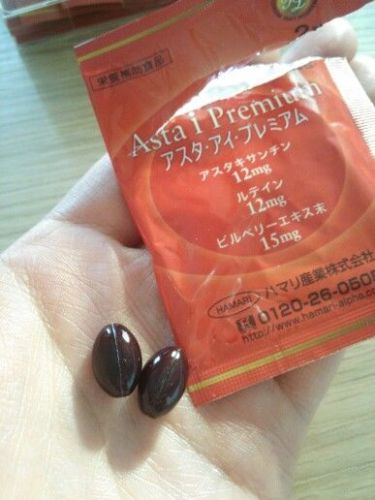 栄養補助食品
Asta i Premium
アスタ・アイ・プレミアム
アスタキサンチン
12mg
ルテイン
12mg
ビルベリーエキス末
15mg
HAMARI ハマリ産業株式会社
0120-26-0505
http://www.hamari-alpha.co